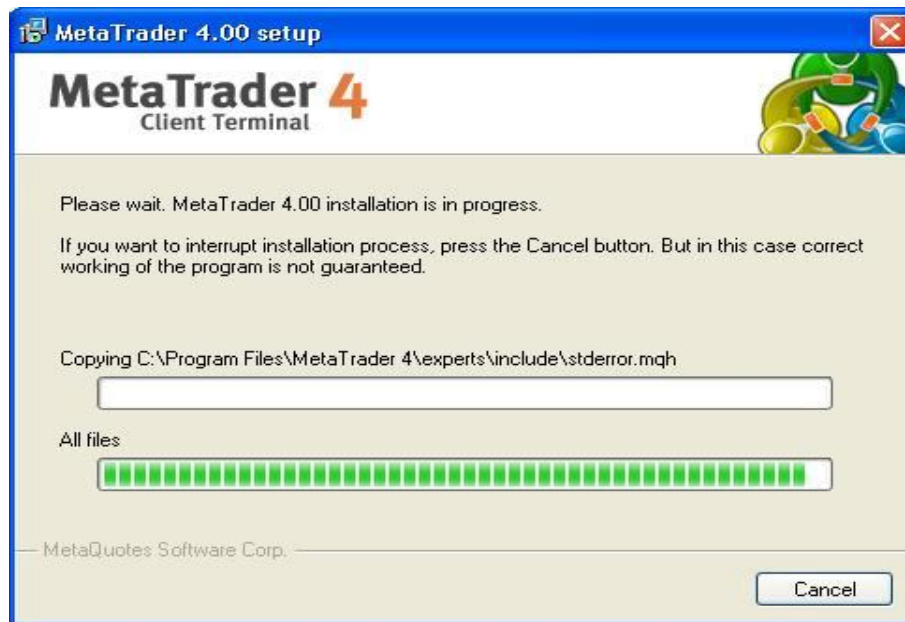 MetaTrader 4.00 setup
MetaTrader 4
Client Terminal
Please wait. MetaTrader 4.00 installation is in progress.
If you want to interrupt installation process, press the Cancel button. But in this case correct
working of the program is not guaranteed.
Copying C:\Program Files\MetaTrader 4\experts\include\stderror.mqh
All files
MetaQuotes Software Corp.
Cancel